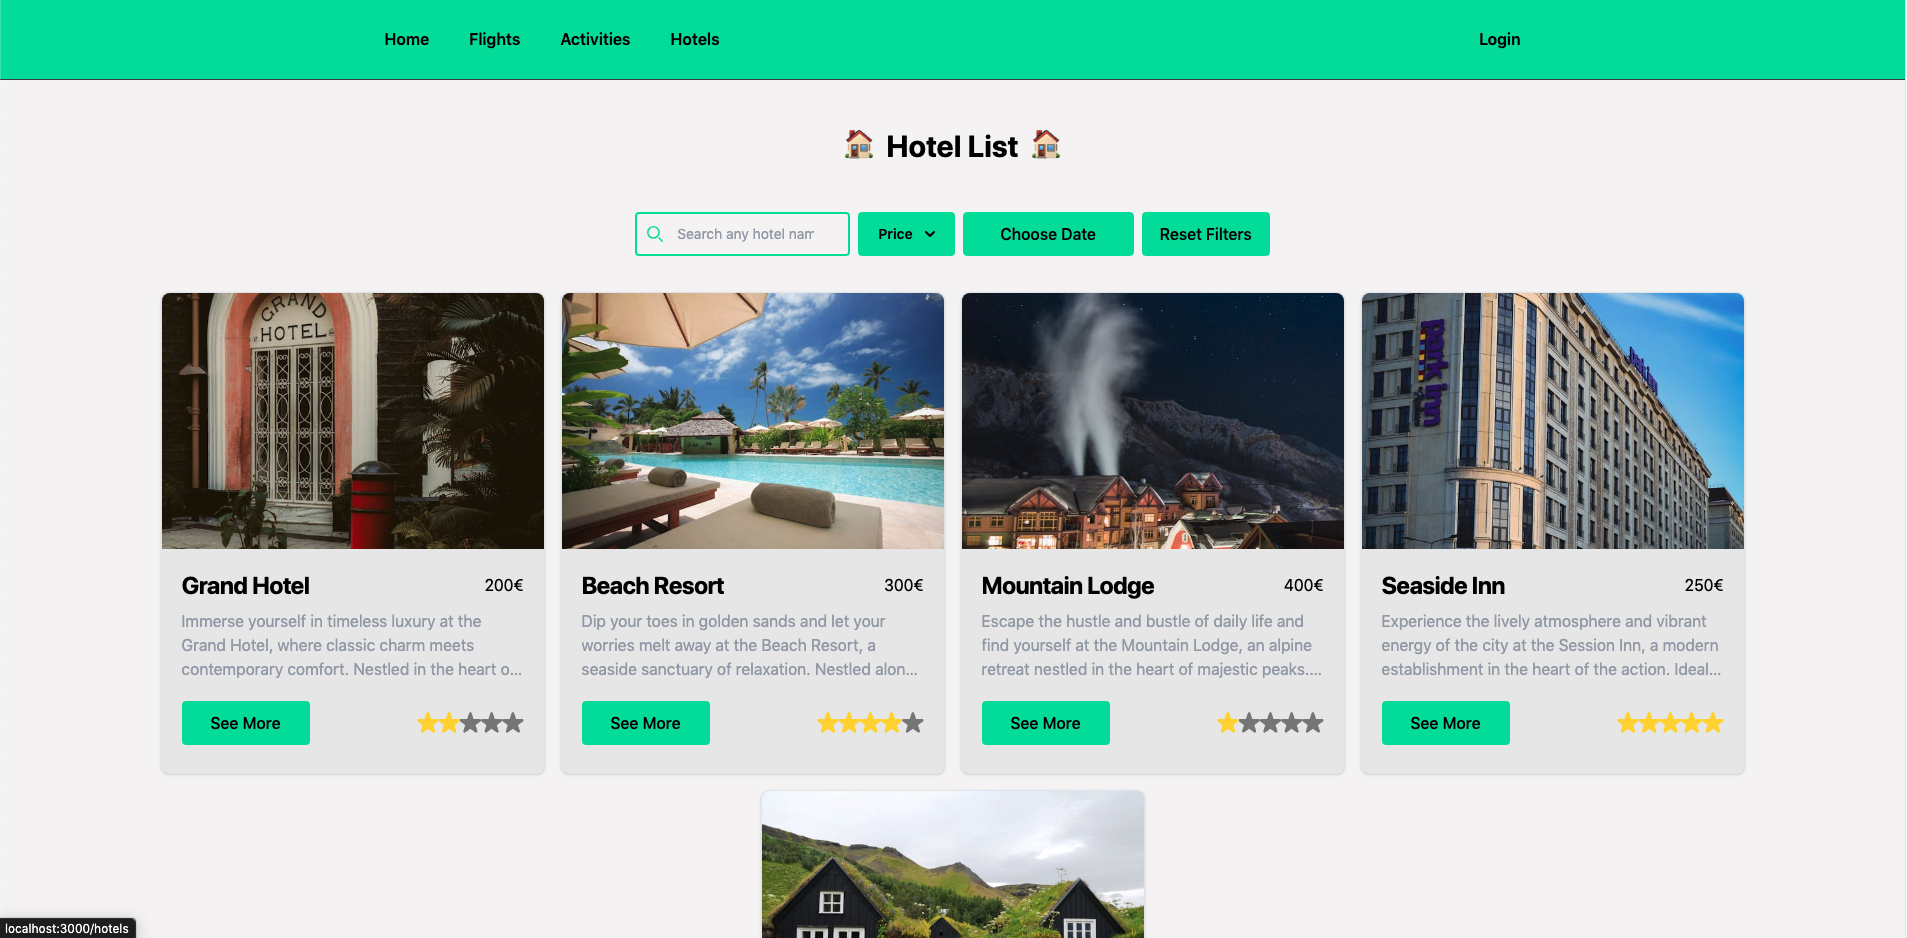 Home Flights Activities Hotels Login
Hotel List
Search any hotel nam
Price Choose Date Reset Filters
GRAND
HOTEL
park inn
park inn
Grand Hotel 200€
Immerse yourself in timeless luxury at the
Grand Hotel, where classic charm meets
contemporary comfort. Nestled in the heart o...
See More
Beach Resort 300€
Dip your toes in golden sands and let your
worries melt away at the Beach Resort, a
seaside sanctuary of relaxation. Nestled alon...
See More
Mountain Lodge 400€
Escape the hustle and bustle of daily life and
find yourself at the Mountain Lodge, an alpine
retreat nestled in the heart of majestic peaks....
See More
Seaside Inn 250€
Experience the lively atmosphere and vibrant
energy of the city at the Session Inn, a modern
establishment in the heart of the action. Ideal...
See More
localhost:3000/hotels